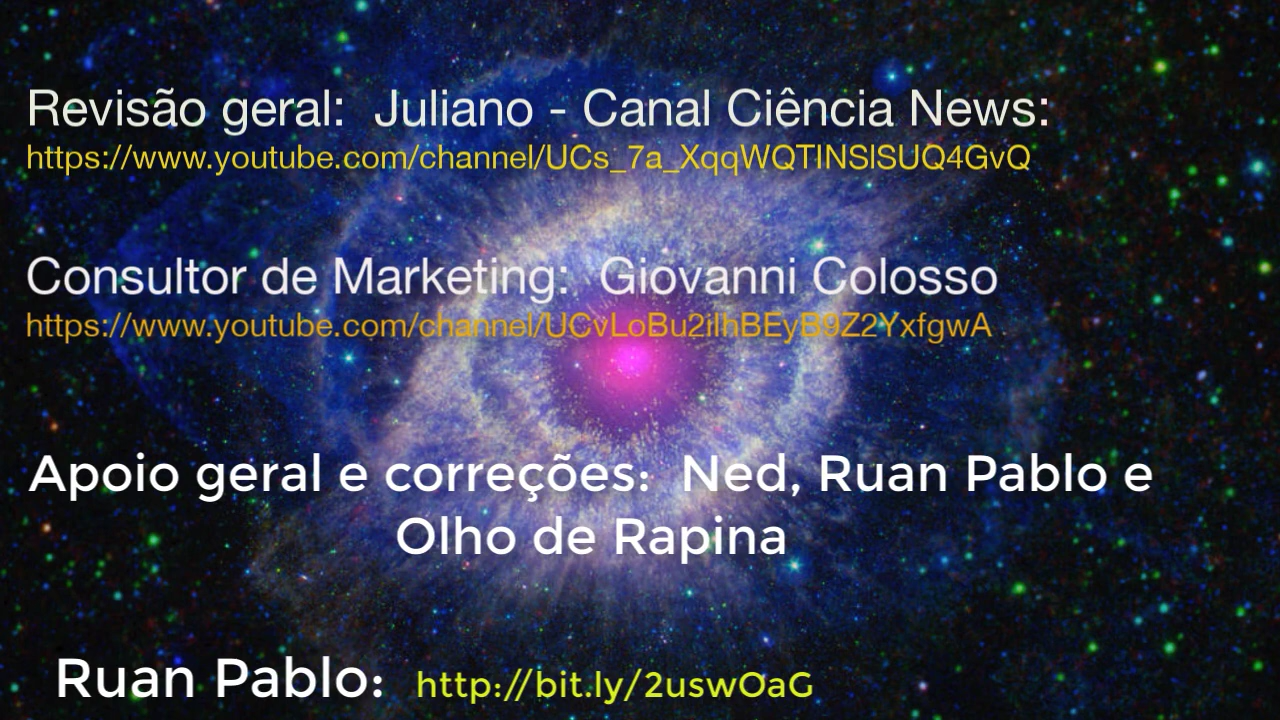 Revisão geral: Juliano - Canal Ciência News:
https://www.youtube.com/channel/UCs_7a_XqqWQTINSlSUQ4GvQ
Consultor de Marketing: Giovanni Colosso
https://www.youtube.com/channel/UCvLoBu2ilhBEyB9Z2YxfgwA
Apoio geral e correções: Ned, Ruan Pablo e
Olho de Rapina
Ruan Pablo: http://bit.ly/2uswOaG